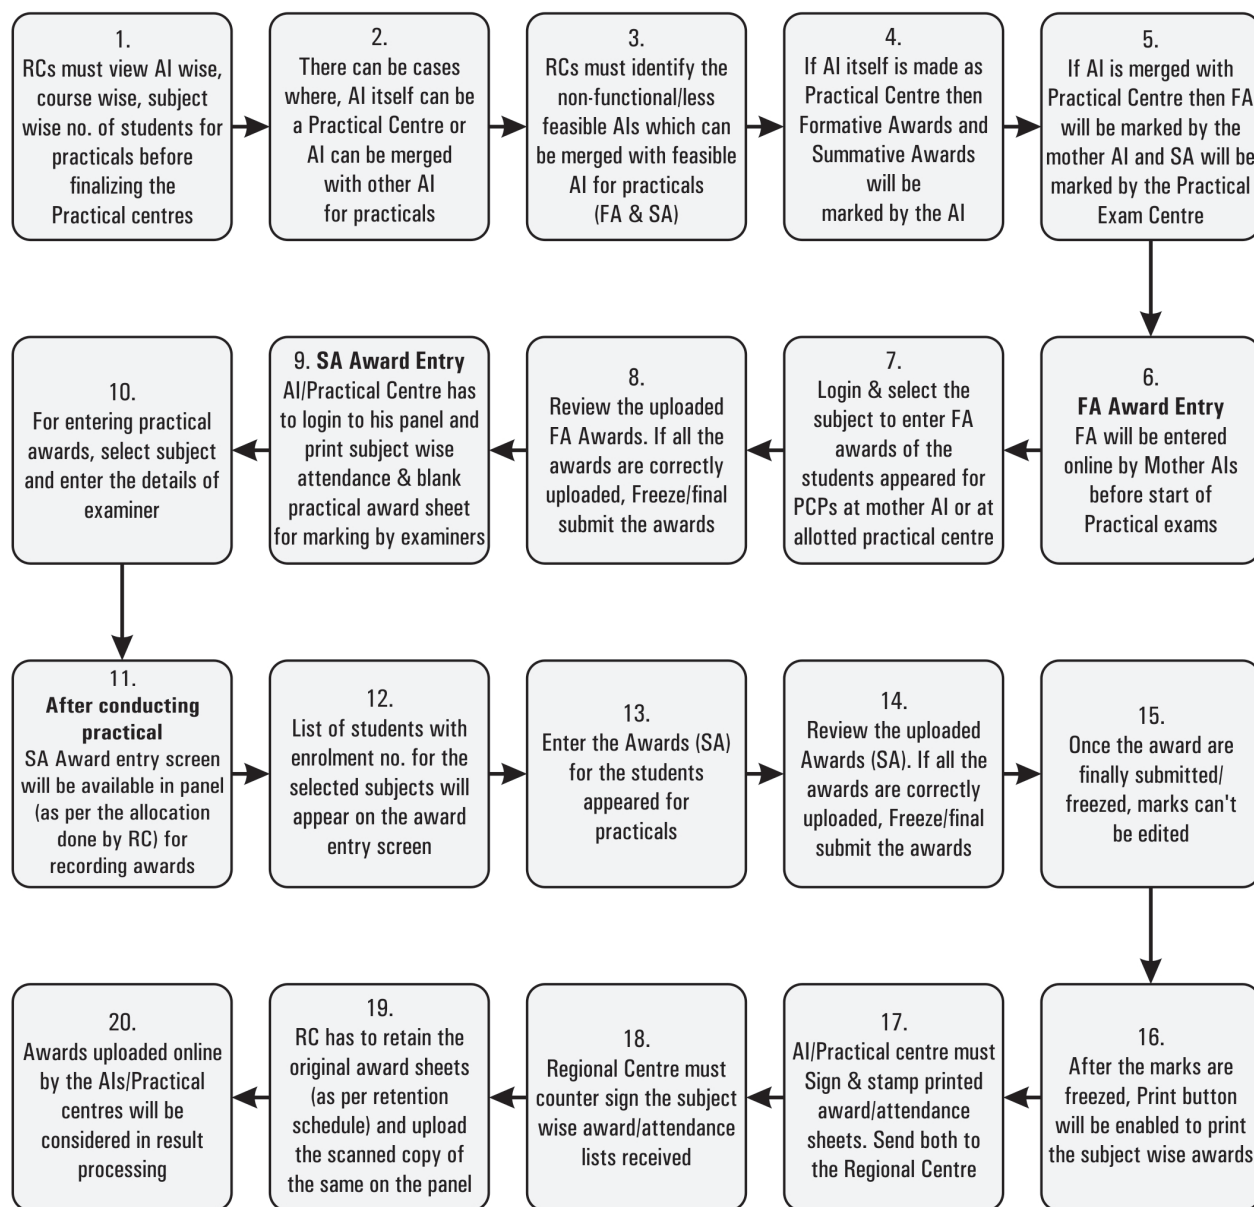 1.
RCs must view AI wise,
course wise, subject
wise no. of students for
practicals before
finalizing the
Practical centres
2.
There can be cases
where, AI itself can be
a Practical Centre or
AI can be merged
with other AI
for practicals
3.
RCs must identify the
non-functional/less
feasible AIs which can
be merged with feasible
AI for practicals
(FA & SA)
4.
If AI itself is made as
Practical Centre then
Formative Awards and
Summative Awards
will be
marked by the AI
5.
If AI is merged with
Practical Centre then FA
will be marked by the
mother AI and SA will be
marked by the Practical
Exam Centre
6.
FA Award Entry
FA will be entered
online by Mother AIs
before start of
Practical exams
7.
Login & select the
subject to enter FA
awards of the
students appeared for
PCPs at mother AI or at
allotted practical centre
8.
Review the uploaded
FA Awards. If all the
awards are correctly
uploaded, Freeze/final
submit the awards
9. SA Award Entry
AI/Practical Centre has
to login to his panel and
print subject wise
attendance & blank
practical award sheet
for marking by examiners
10.
For entering practical
awards, select subject
and enter the details of
examiner
11.
After conducting
practical
SA Award entry screen
will be available in panel
(as per the allocation
done by RC) for
recording awards
12.
List of students with
enrolment no. for the
selected subjects will
appear on the award
entry screen
13.
Enter the Awards (SA)
for the students
appeared for
practicals
14.
Review the uploaded
Awards (SA). If all the
awards are correctly
uploaded, Freeze/final
submit the awards
15.
Once the award are
finally submitted/
freezed, marks can't
be edited
16.
After the marks are
freezed, Print button
will be enabled to print
the subject wise awards
17.
AI/Practical centre must
Sign & stamp printed
award/attendance
sheets. Send both to
the Regional Centre
18.
Regional Centre must
counter sign the subject
wise award/attendance
lists received
19.
RC has to retain the
original award sheets
(as per retention
schedule) and upload
the scanned copy of
the same on the panel
20.
Awards uploaded online
by the AIs/Practical
centres will be
considered in result
processing